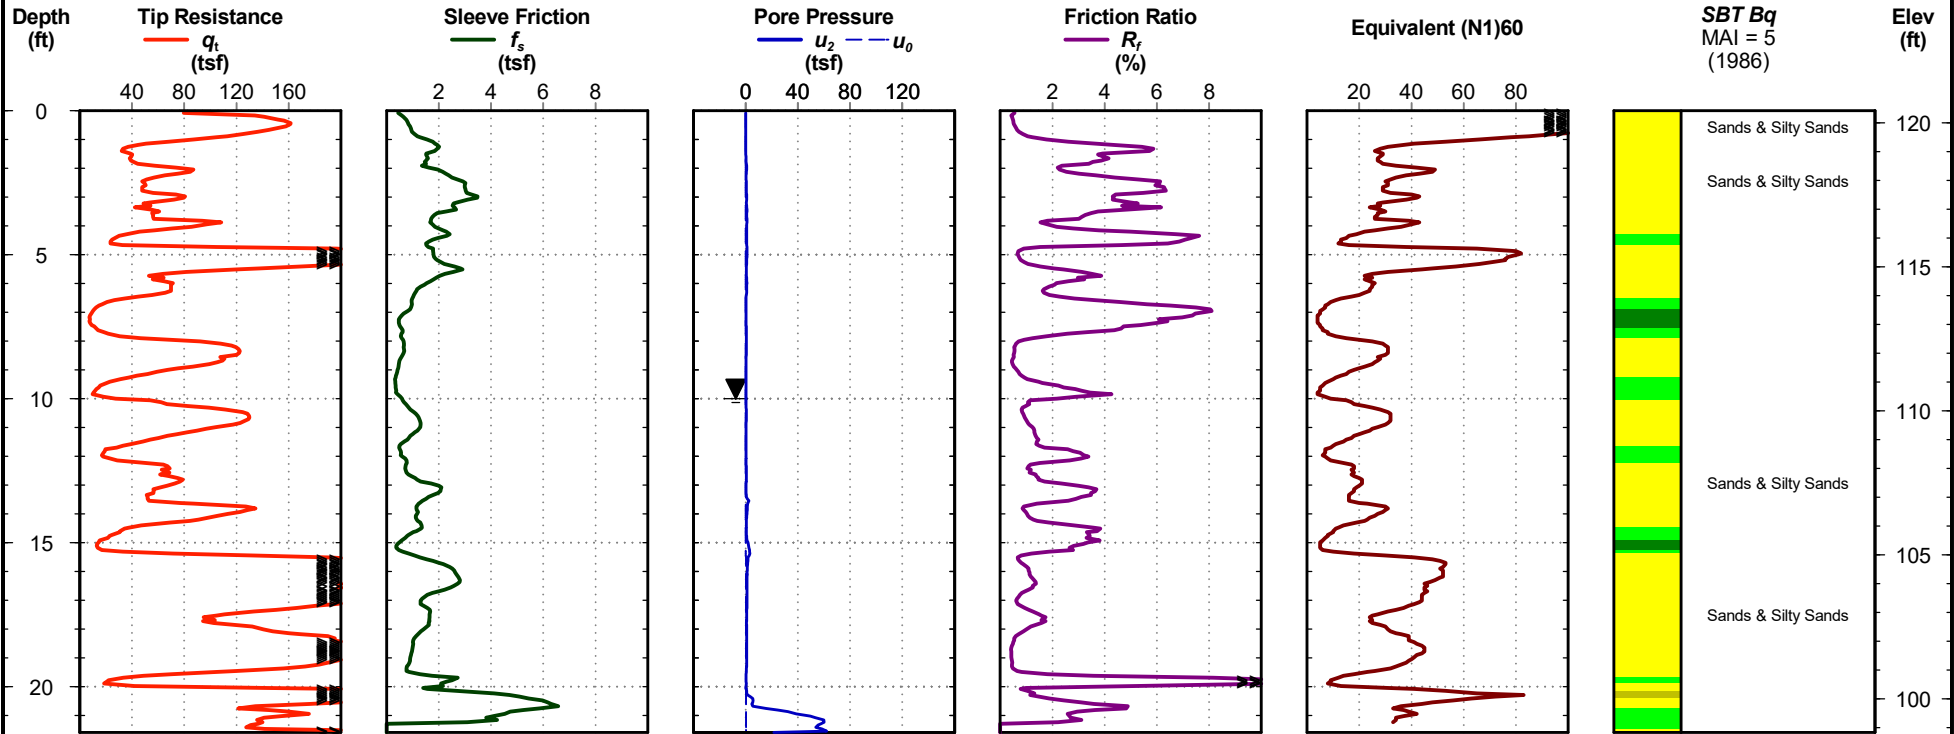 Depth
(ft)
Tip Resistance
qt
(tsf)
Sleeve Friction
fs
(tsf)
Pore Pressure
u2 u0
(tsf)
Friction Ratio
Rf
(%)
Equivalent (N1)60
SBT Bq
MAI = 5
(1986)
Elev
(ft)
40 80 120 160
2 4 6 8
0 40 80 120
2 4 6 8
20 40 60 80
0
Sands & Silty Sands
120
Sands & Silty Sands
5
115
10
110
Sands & Silty Sands
15
105
Sands & Silty Sands
20
100